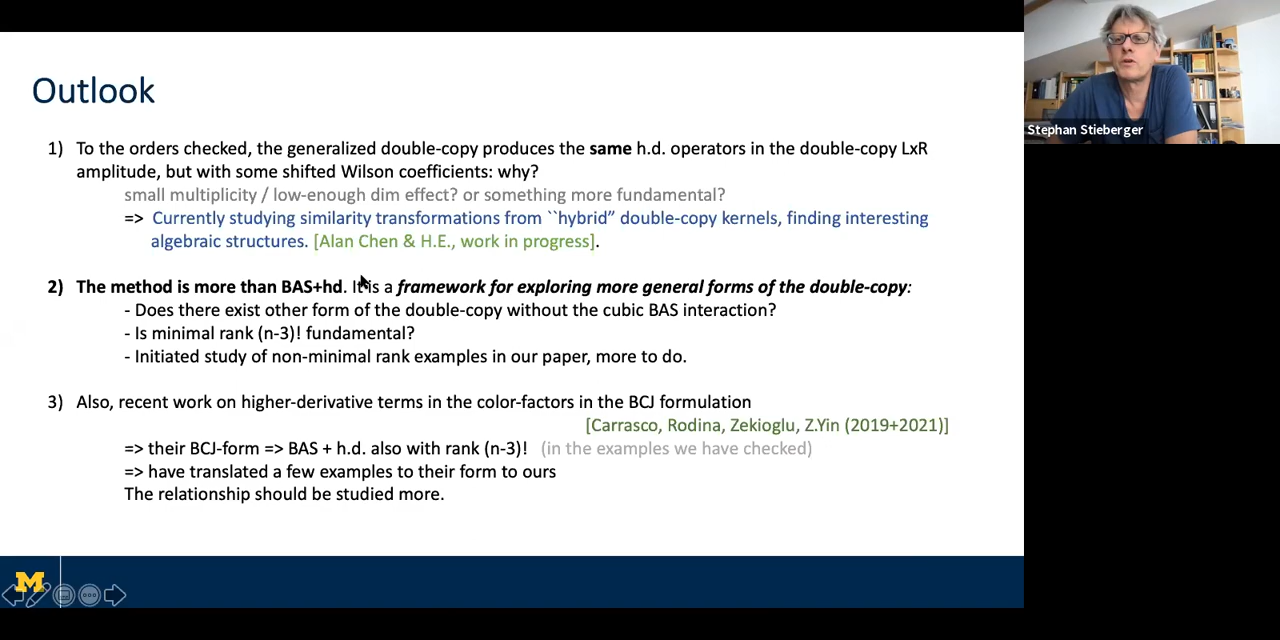 Outlook
1) To the orders checked, the generalized double-copy produces the same h.d. operators in the double-copy LxR
amplitude, but with some shifted Wilson coefficients: why?
small multiplicity / low-enough dim effect? or something more fundamental?
=> Currently studying similarity transformations from ``hybrid” double-copy kernels, finding interesting
algebraic structures. [Alan Chen & H.E., work in progress].
2) The method is more than BAS+hd. It is a framework for exploring more general forms of the double-copy:
- Does there exist other form of the double-copy without the cubic BAS interaction?
- Is minimal rank (n-3)! fundamental?
- Initiated study of non-minimal rank examples in our paper, more to do.
3) Also, recent work on higher-derivative terms in the color-factors in the BCJ formulation
[Carrasco, Rodina, Zekioglu, Z.Yin (2019+2021)]
=> their BCJ-form => BAS + h.d. also with rank (n-3)! (in the examples we have checked)
=> have translated a few examples to their form to ours
The relationship should be studied more.
M
Stephan Stieberger